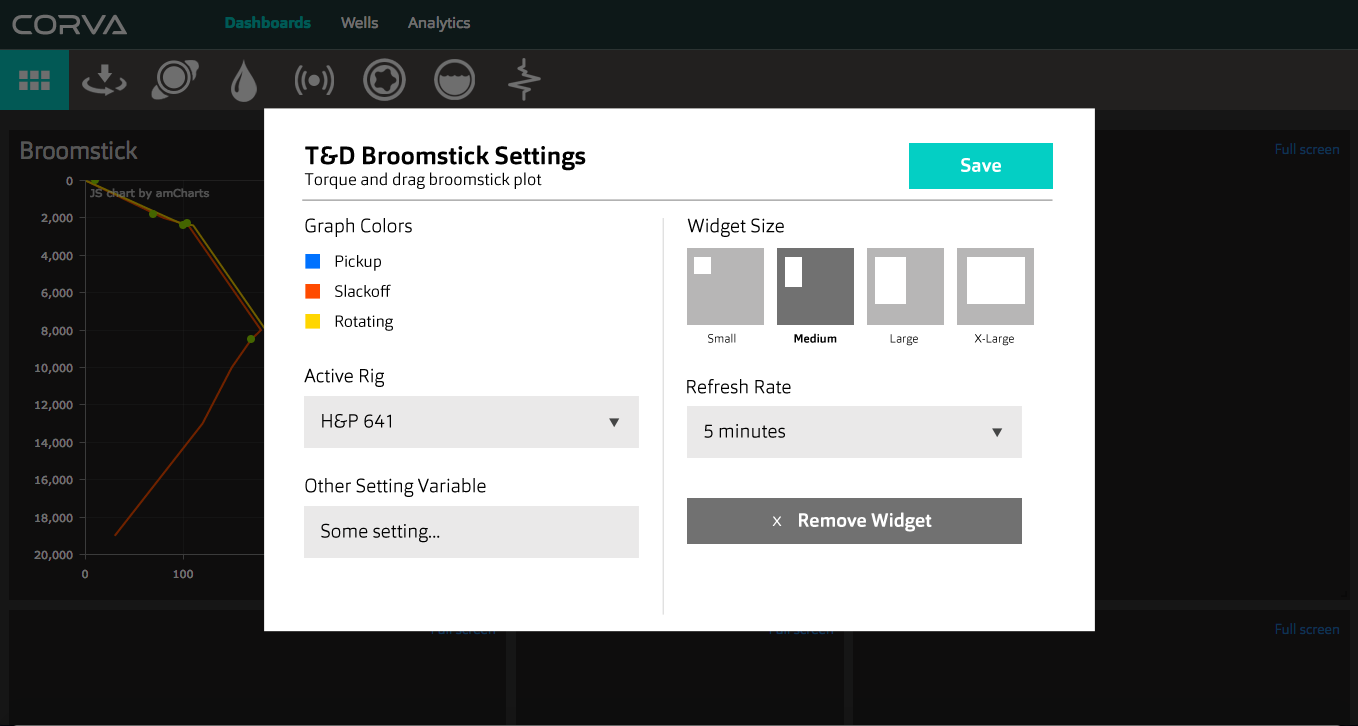 CORVA
Dashboards Wells Analytics
Broomstick
Full screen
JS chart by amCharts
0
2,000
4,000
6,000
8,000
10,000
12,000
14,000
16,000
18,000
20,000
0 100
T&D Broomstick Settings
Torque and drag broomstick plot
Save
Graph Colors
Pickup
Slackoff
Rotating
Active Rig
H&P 641
Other Setting Variable
Some setting...
Widget Size
Small Medium Large X-Large
Refresh Rate
5 minutes
x Remove Widget
Full screen Full screen Full screen